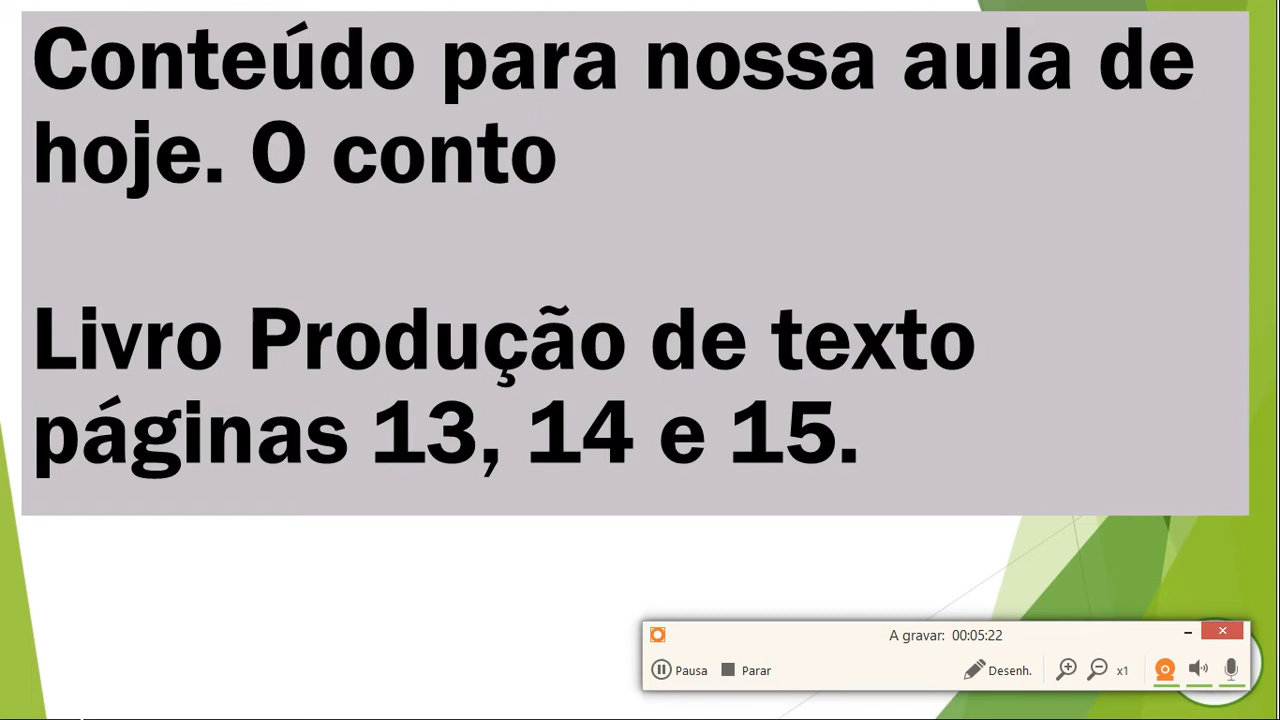 Conteúdo para nossa aula de
hoje. O conto
Livro Produção de texto
páginas 13, 14 e 15.
A gravar: 00:05:22
Pausa Parar Desenh. x1